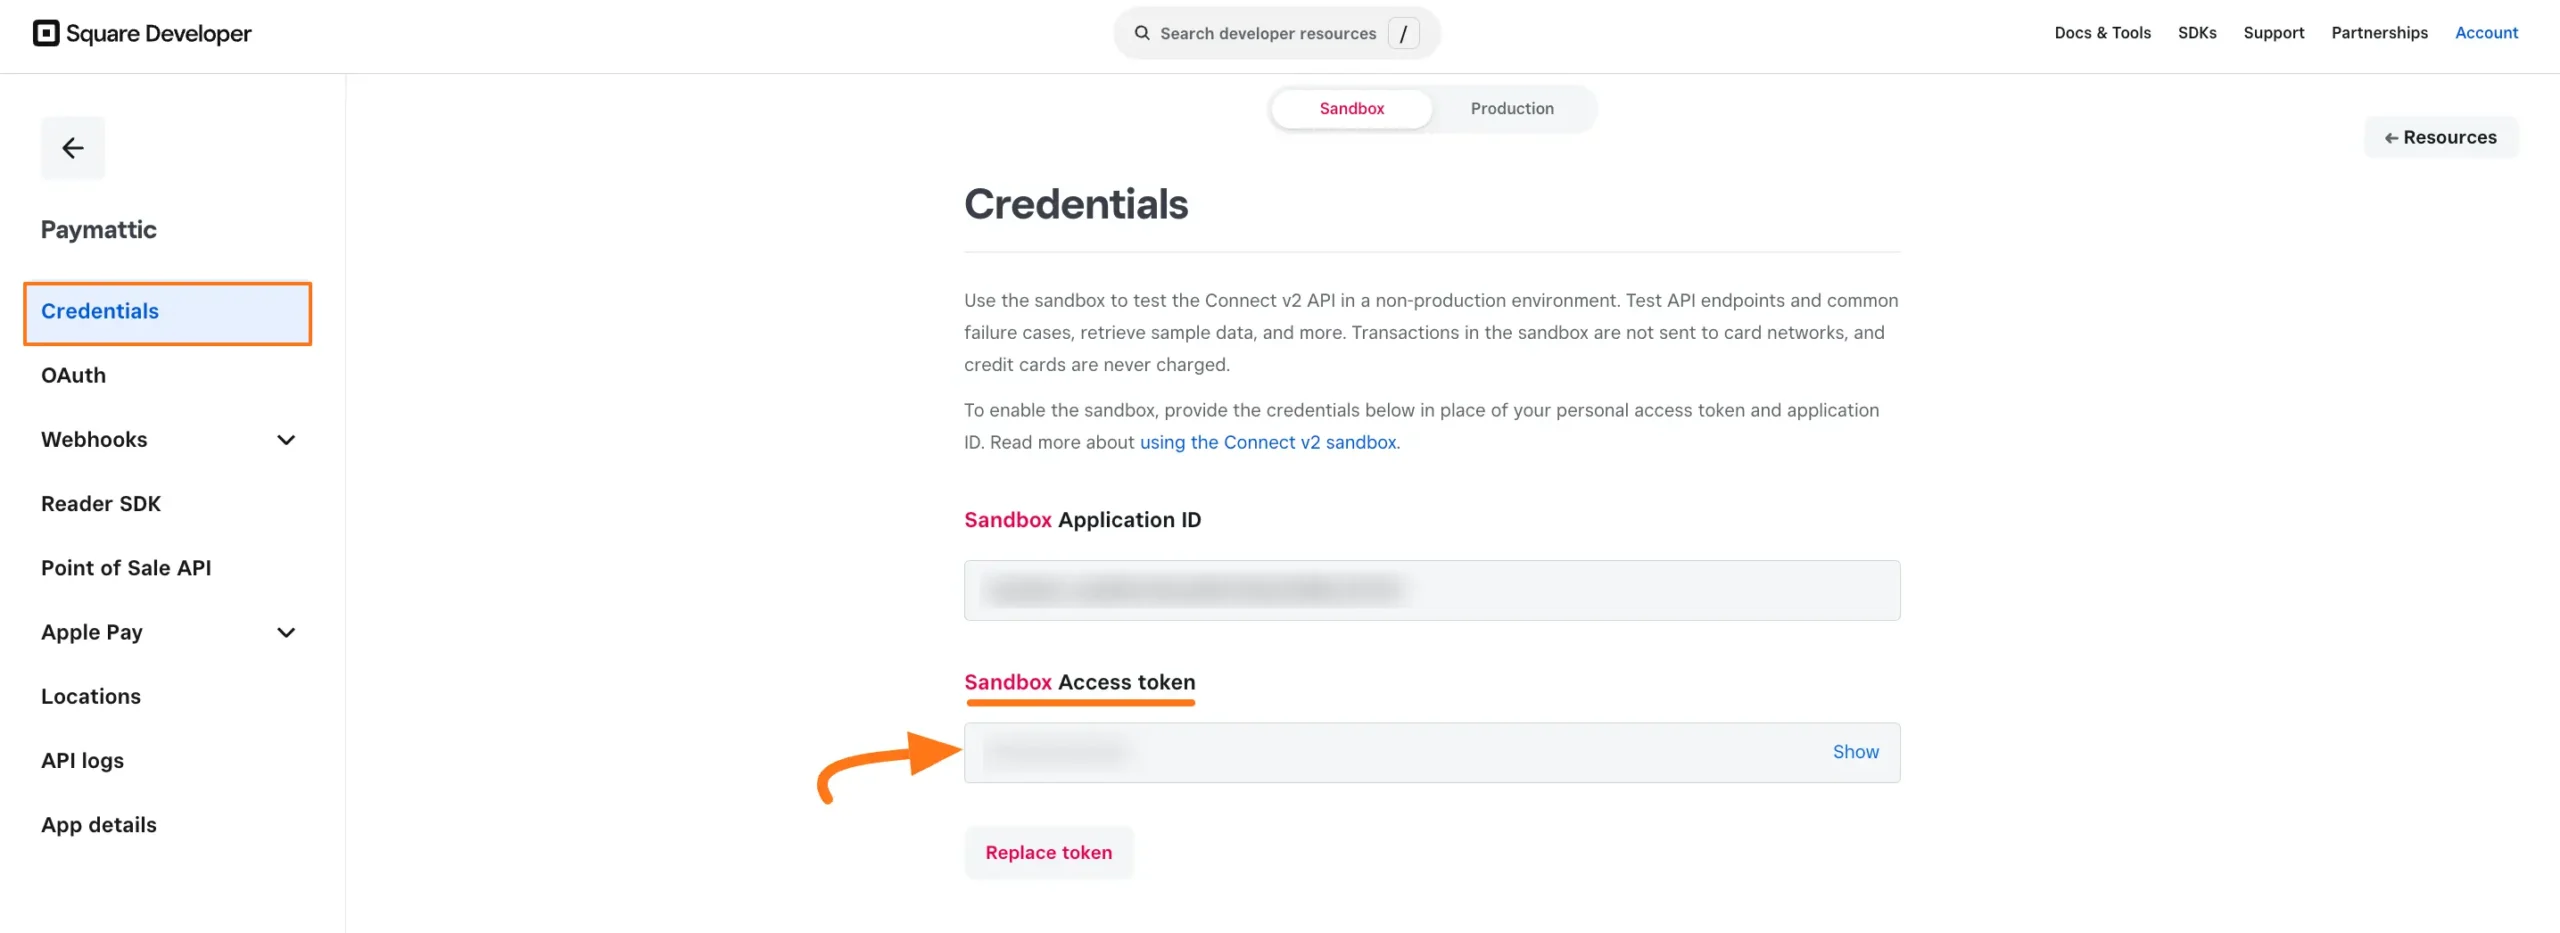 Square Developer
Search developer resources /
Docs & Tools SDKs Support Partnerships Account
Sandbox Production
← Resources
Paymattic
Credentials
OAuth
Webhooks
Reader SDK
Point of Sale API
Apple Pay
Locations
API logs
App details
Credentials
Use the sandbox to test the Connect v2 API in a non-production environment. Test API endpoints and common
failure cases, retrieve sample data, and more. Transactions in the sandbox are not sent to card networks, and
credit cards are never charged.
To enable the sandbox, provide the credentials below in place of your personal access token and application
ID. Read more about using the Connect v2 sandbox.
Sandbox Application ID
Sandbox Access token
Show
Replace token